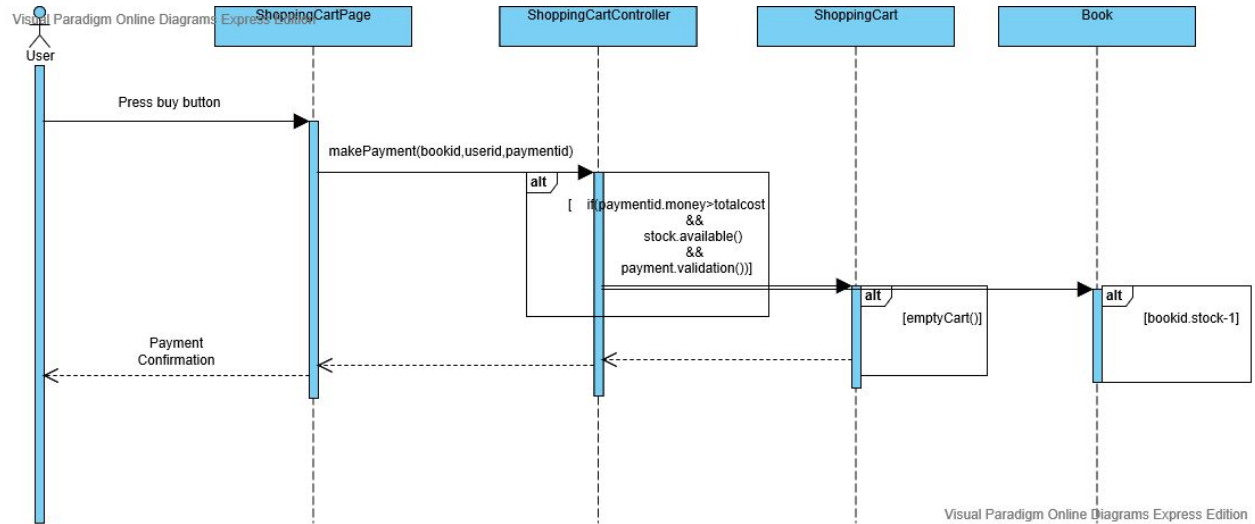 Visual Paradigm Online Diagrams Express Edition
ShoppingCartPage
ShoppingCartController
ShoppingCart
Book
User
Press buy button
makePayment(bookid,userid,paymentid)
alt
[ if(paymentid.money>totalcost
&&
stock.available()
&&
payment.validation())]
alt
[emptyCart()]
alt
[bookid.stock-1]
Payment
Confirmation
Visual Paradigm Online Diagrams Express Edition